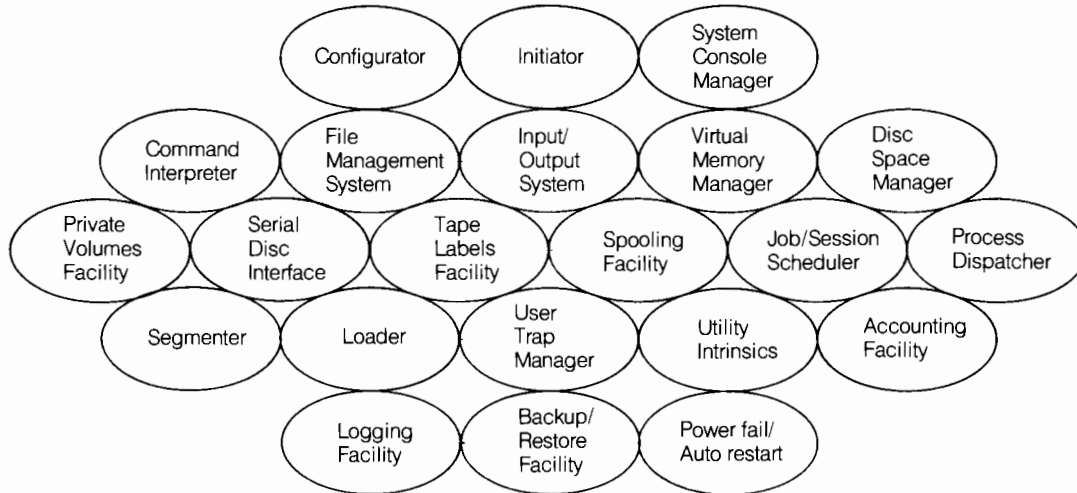 Configurator
Initiator
System
Console
Manager
Command
Interpreter
File
Management
System
Input/
Output
System
Virtual
Memory
Manager
Disc
Space
Manager
Private
Volumes
Facility
Serial
Disc
Interface
Tape
Labels
Facility
Spooling
Facility
Job/Session
Scheduler
Process
Dispatcher
Segmenter
Loader
User
Trap
Manager
Utility
Intrinsics
Accounting
Facility
Logging
Facility
Backup/
Restore
Facility
Power fail/
Auto restart